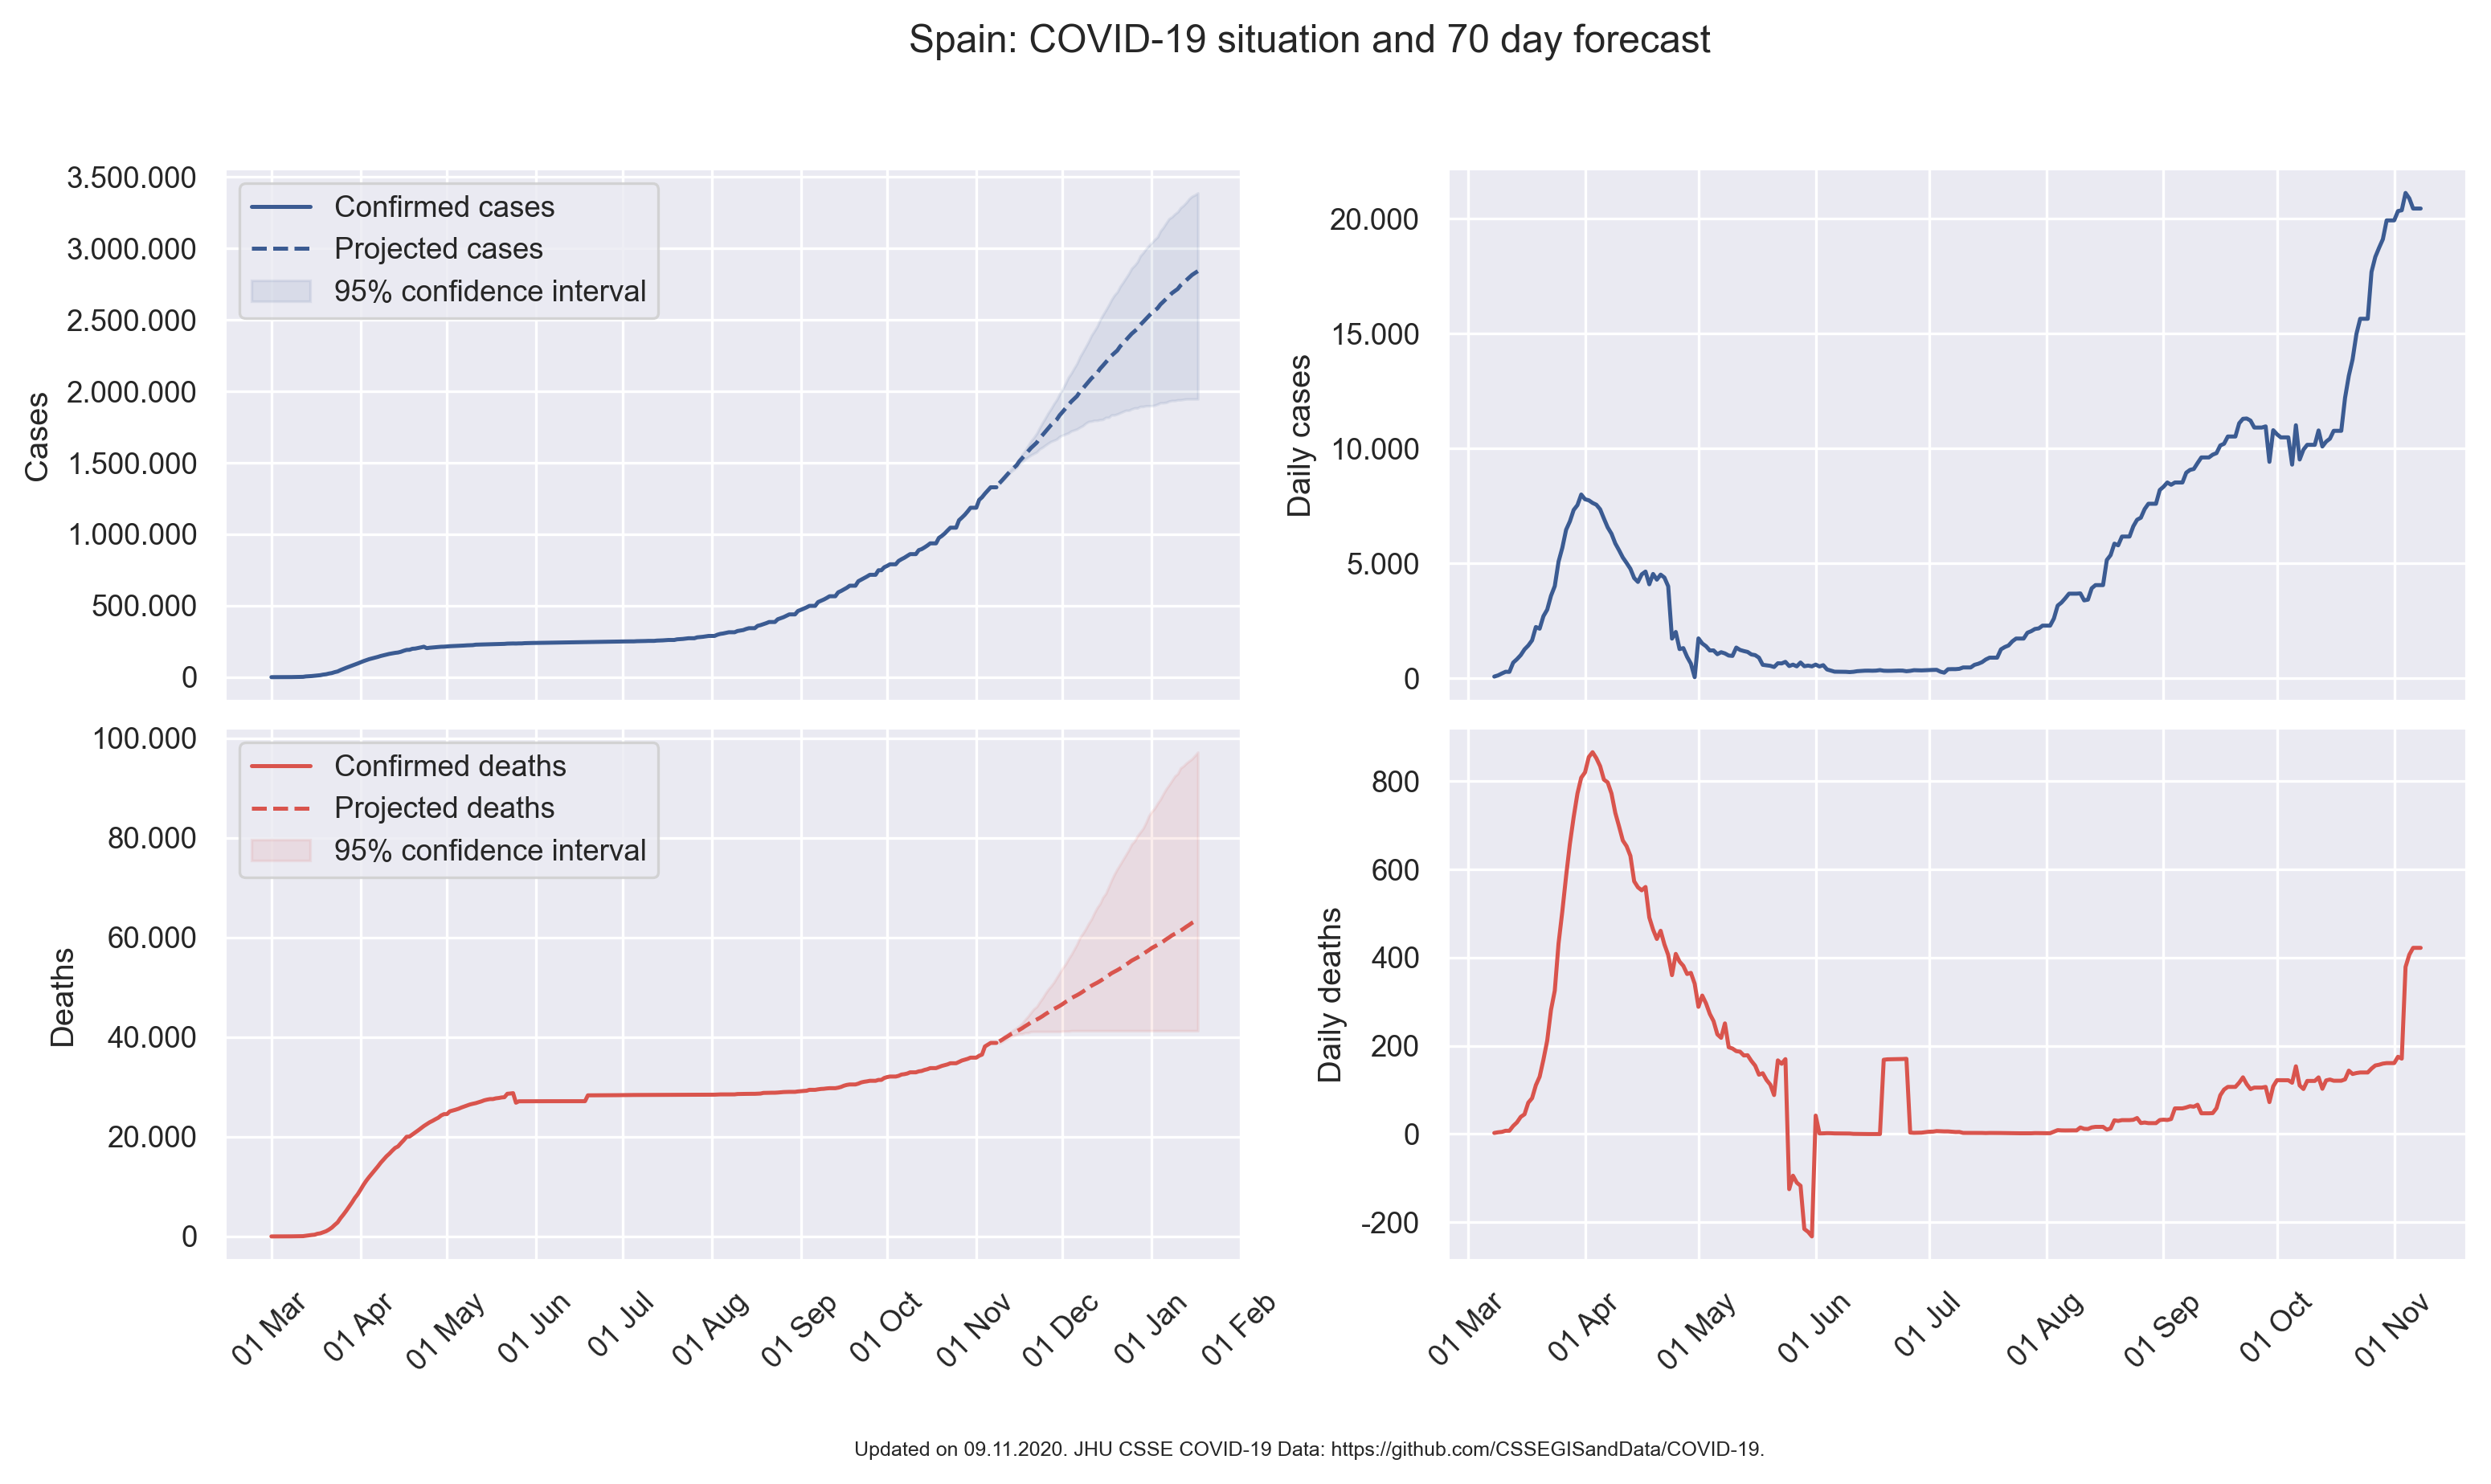 Spain: COVID-19 situation and 70 day forecast
3.500.000
3.000.000
2.500.000
2.000.000
1.500.000
1.000.000
500.000
0
Cases
Confirmed cases
Projected cases
95% confidence interval
20.000
15.000
10.000
5.000
0
Daily cases
100.000
80.000
60.000
40.000
20.000
0
Deaths
Confirmed deaths
Projected deaths
95% confidence interval
01 Mar
01 Apr
01 May
01 Jun
01 Jul
01 Aug
01 Sep
01 Oct
01 Nov
01 Dec
01 Jan
01 Feb
800
600
400
200
0
-200
Daily deaths
01 Mar
01 Apr
01 May
01 Jun
01 Jul
01 Aug
01 Sep
01 Oct
01 Nov
Updated on 09.11.2020. JHU CSSE COVID-19 Data: https://github.com/CSSEGISandData/COVID-19.